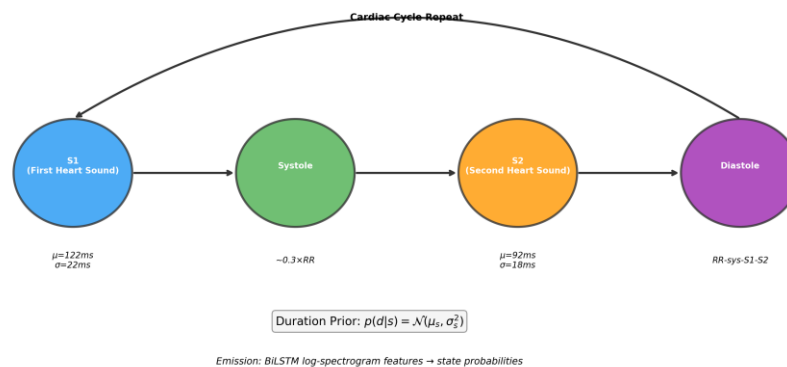 Cardiac Cycle Repeat
S1
(First Heart Sound)
Systole
S2
(Second Heart Sound)
Diastole
μ=122ms
σ=22ms
~0.3×RR
μ=92ms
σ=18ms
RR-sys-S1-S2
Duration Prior: p(d|s) = 𝒩(μₛ, σₛ²)
Emission: BiLSTM log-spectrogram features → state probabilities